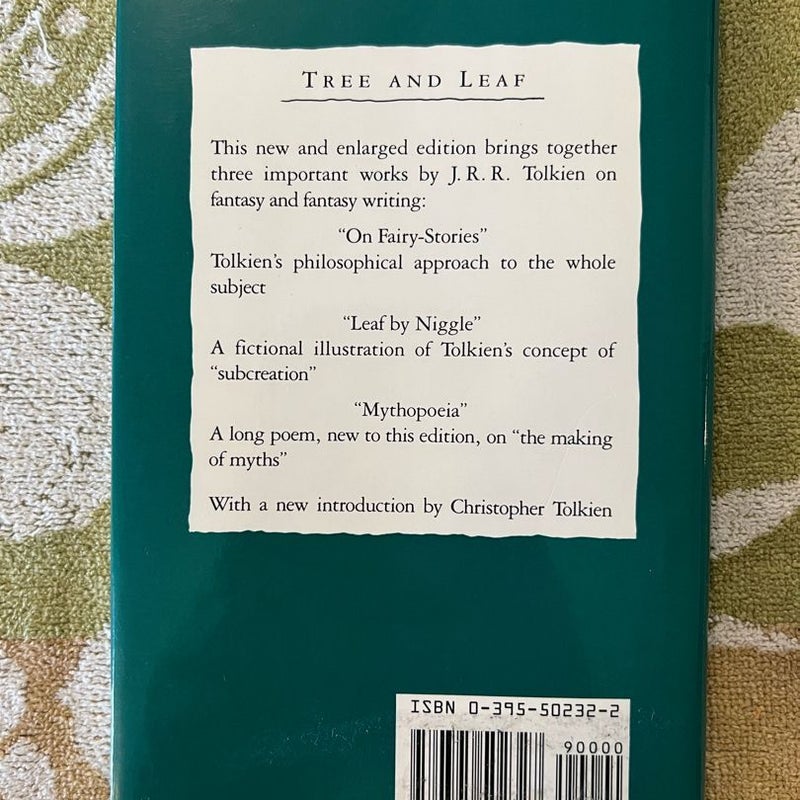 TREE AND LEAF
This new and enlarged edition brings together
three important works by J. R. R. Tolkien on
fantasy and fantasy writing:
“On Fairy-Stories”
Tolkien’s philosophical approach to the whole
subject
“Leaf by Niggle”
A fictional illustration of Tolkien’s concept of
“subcreation”
“Mythopoeia”
A long poem, new to this edition, on “the making
of myths”
With a new introduction by Christopher Tolkien
ISBN 0-395-50232-2
90000